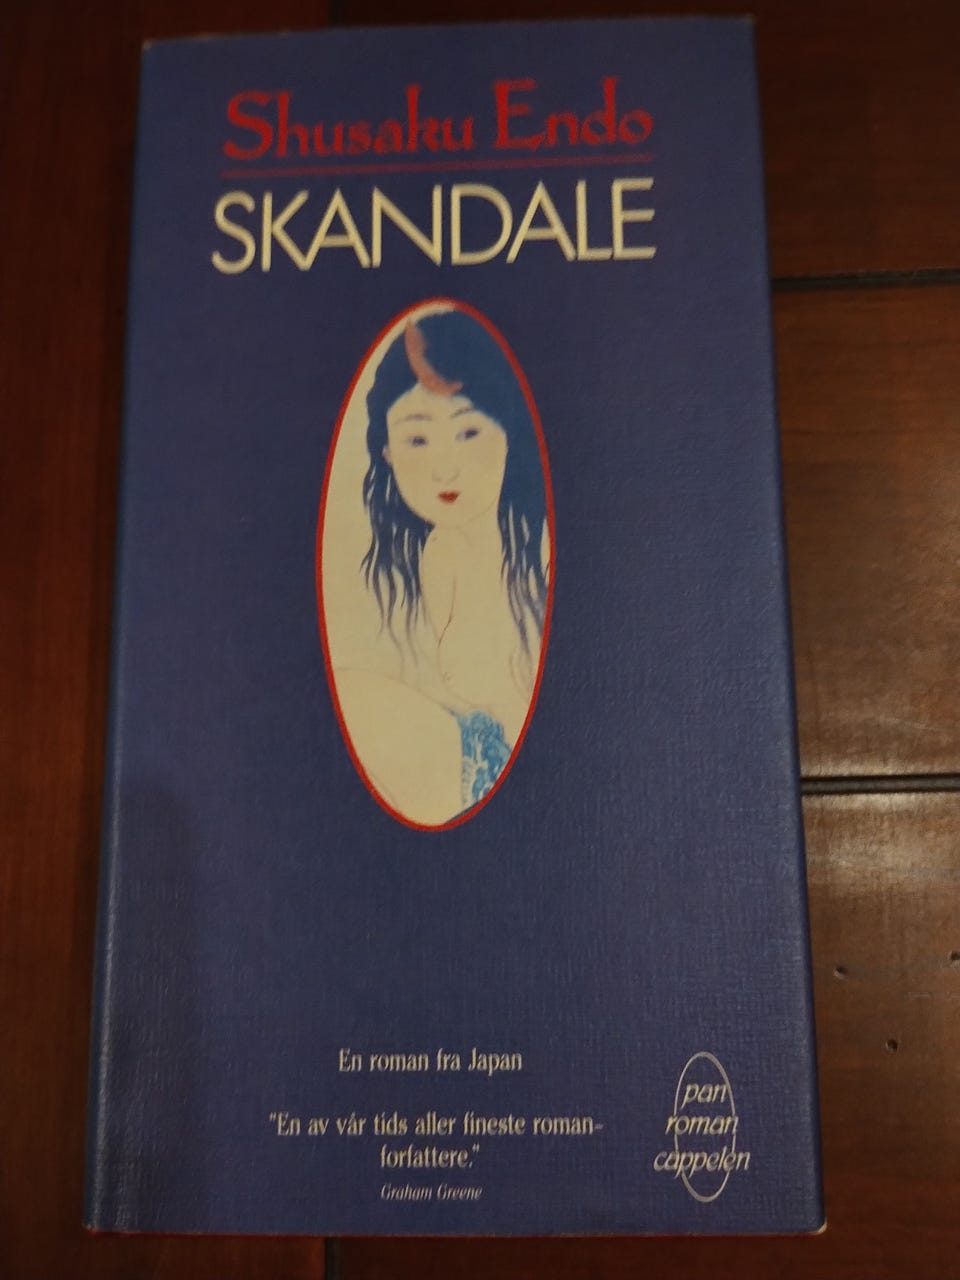 Shusaku Endo
SKANDALE
En roman fra Japan
"En av vår tids aller fineste roman-
forfattere."
Graham Greene
pan
roman
cappelen